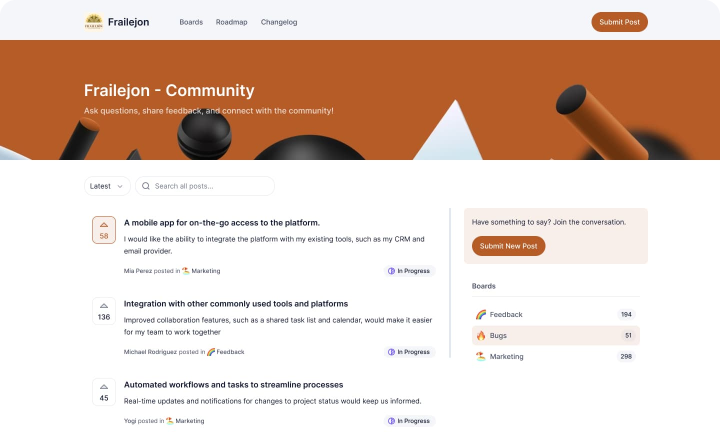 FRAILEJON
Frailejon
Boards
Roadmap
Changelog
Submit Post
Frailejon - Community
Ask questions, share feedback, and connect with the community!
Latest
Search all posts...
58
A mobile app for on-the-go access to the platform.
I would like the ability to integrate the platform with my existing tools, such as my CRM and
email provider.
Mia Perez posted in Marketing
In Progress
136
Integration with other commonly used tools and platforms
Improved collaboration features, such as a shared task list and calendar, would make it easier
for my team to work together
Michael Rodríguez posted in Feedback
In Progress
45
Automated workflows and tasks to streamline processes
Real-time updates and notifications for changes to project status would keep us informed.
Yogi posted in Marketing
In Progress
Have something to say? Join the conversation.
Submit New Post
Boards
Feedback 194
Bugs 51
Marketing 298